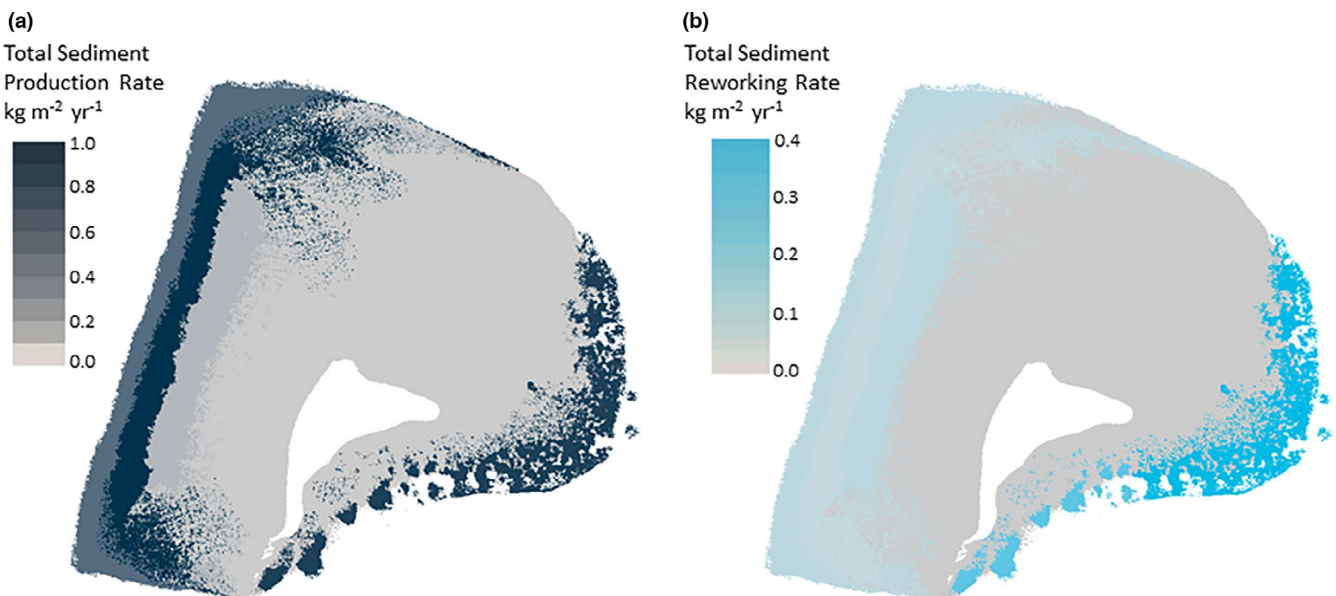 (a)
Total Sediment
Production Rate
kg m-2 yr-1
1.0
0.8
0.6
0.4
0.2
0.0
(b)
Total Sediment
Reworking Rate
kg m-2 yr-1
0.4
0.3
0.2
0.1
0.0